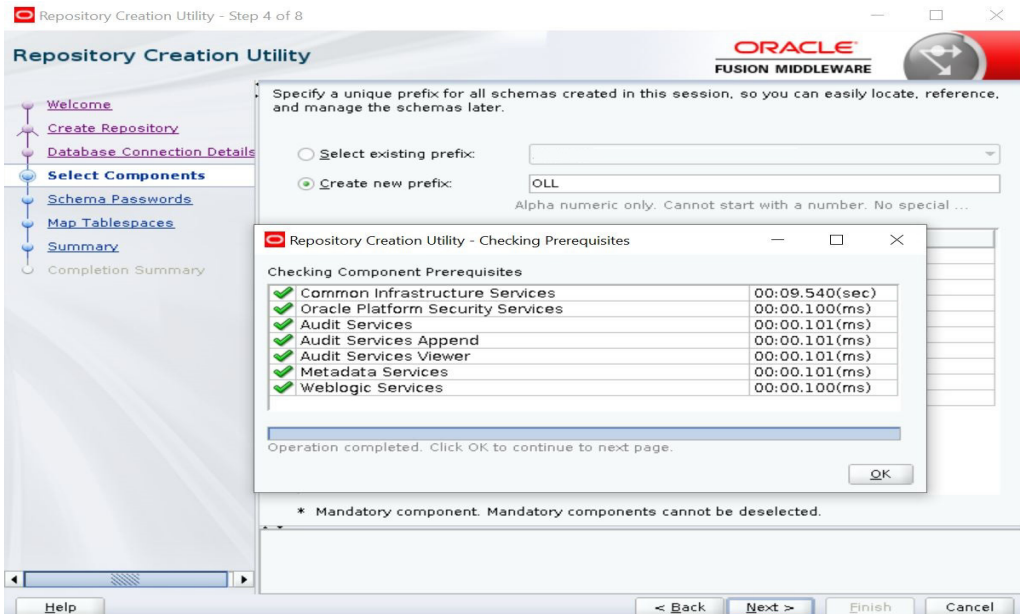 Repository Creation Utility - Step 4 of 8
Repository Creation Utility
ORACLE
FUSION MIDDLEWARE
Welcome
Create Repository
Database Connection Details
Select Components
Schema Passwords
Map Tablespaces
Summary
Completion Summary
Specify a unique prefix for all schemas created in this session, so you can easily locate, reference,
and manage the schemas later.
Select existing prefix:
Create new prefix:
OLL
Alpha numeric only. Cannot start with a number. No special ...
Repository Creation Utility - Checking Prerequisites
Checking Component Prerequisites
Common Infrastructure Services 00:09.540(sec)
Oracle Platform Security Services 00:00.100(ms)
Audit Services 00:00.101(ms)
Audit Services Append 00:00.101(ms)
Audit Services Viewer 00:00.101(ms)
Metadata Services 00:00.101(ms)
Weblogic Services 00:00.100(ms)
Operation completed. Click OK to continue to next page.
OK
* Mandatory component. Mandatory components cannot be deselected.
Help
< Back
Next >
Finish
Cancel